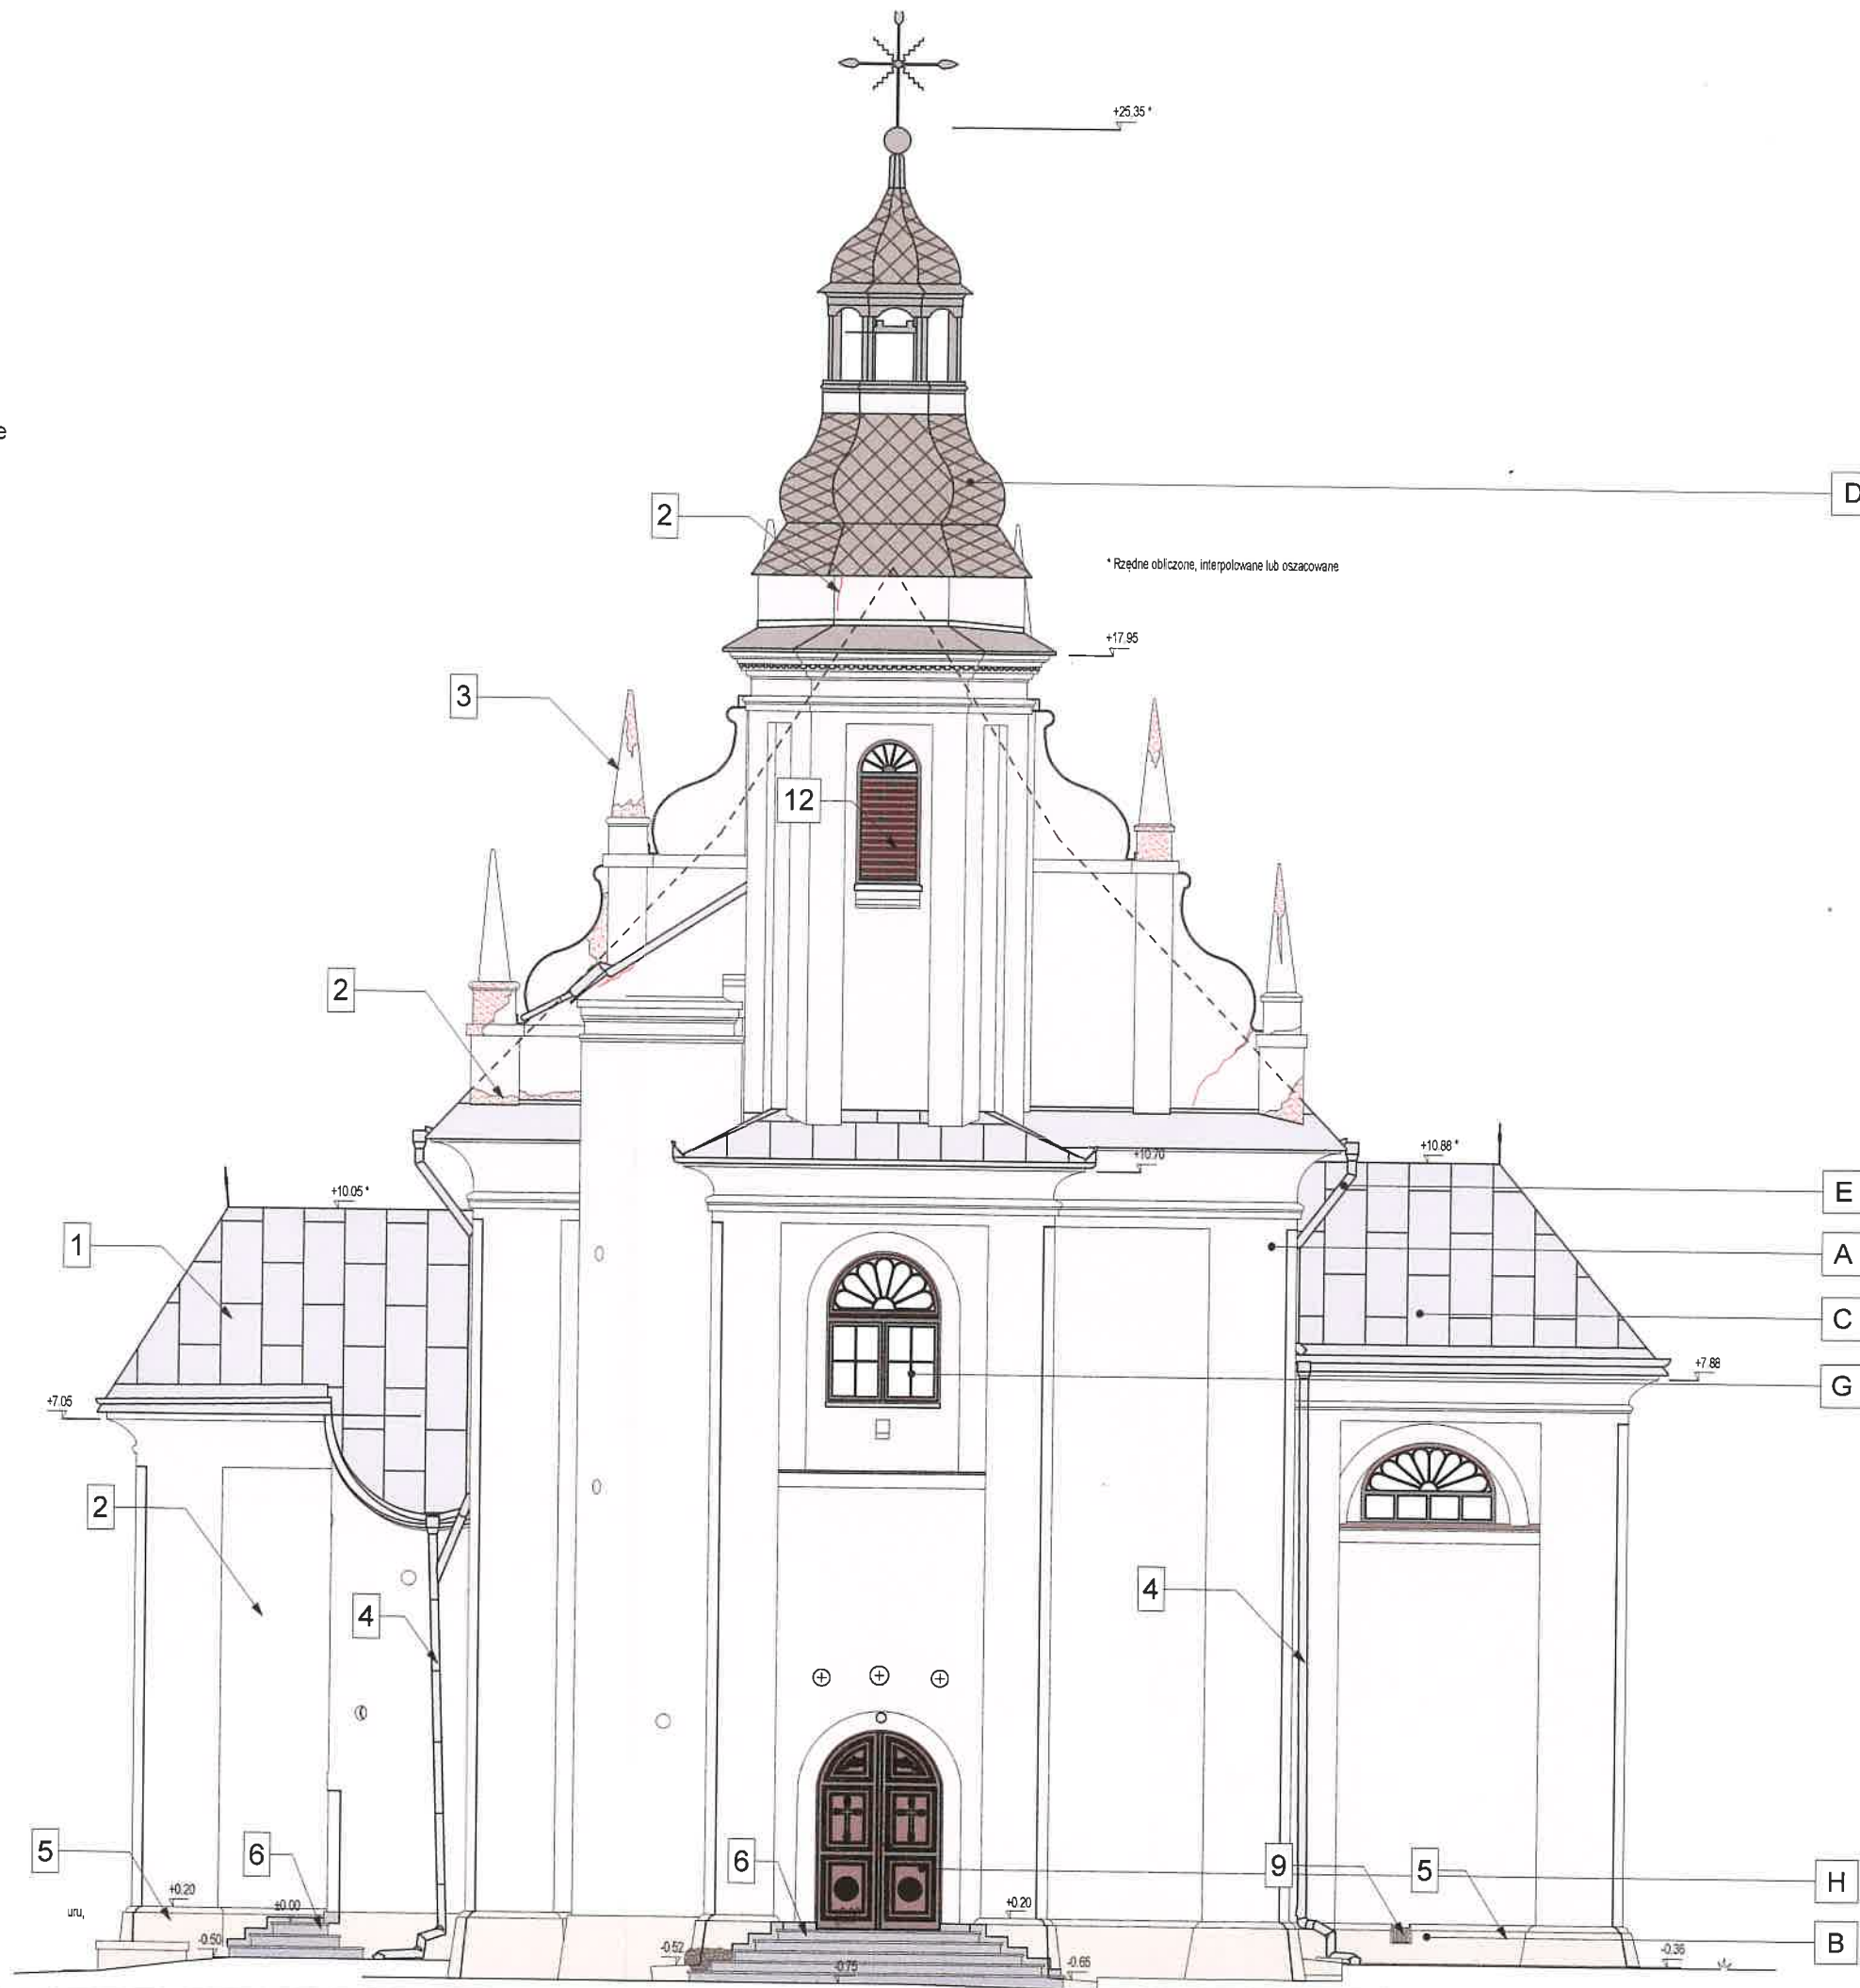 +25,35 *
e
D
2
* Rzędne obliczone, interpolowane lub oszacowane
+17.95
3
12
2
+10.70
+10.88 *
+10.05 *
E
1
A
C
+7.88
G
+7.05
2
4
4
5
6
6
9
5
H
+0.20
±0.00
+0.20
uru,
B
-0.50
-0.52
-0.75
-0.65
-0.36